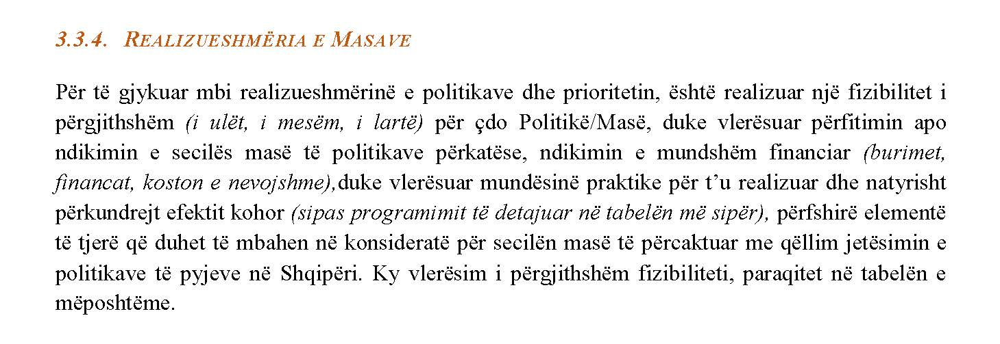 3.3.4. REALIZUESHMËRIA E MASAVE
Për të gjykuar mbi realizueshmërinë e politikave dhe prioritetin, është realizuar një fizibilitet i
përgjithshëm (i ulët, i mesëm, i lartë) për çdo Politikë/Masë, duke vlerësuar përfitimin apo
ndikimin e secilës masë të politikave përkatëse, ndikimin e mundshëm financiar (burimet,
financat, koston e nevojshme),duke vlerësuar mundësinë praktike për t’u realizuar dhe natyrisht
përkundrejt efektit kohor (sipas programimit të detajuar në tabelën më sipër), përfshirë elementë
të tjerë që duhet të mbahen në konsideratë për secilën masë të përcaktuar me qëllim jetësimin e
politikave të pyjeve në Shqipëri. Ky vlerësim i përgjithshëm fizibiliteti, paraqitet në tabelën e
mëposhtëme.